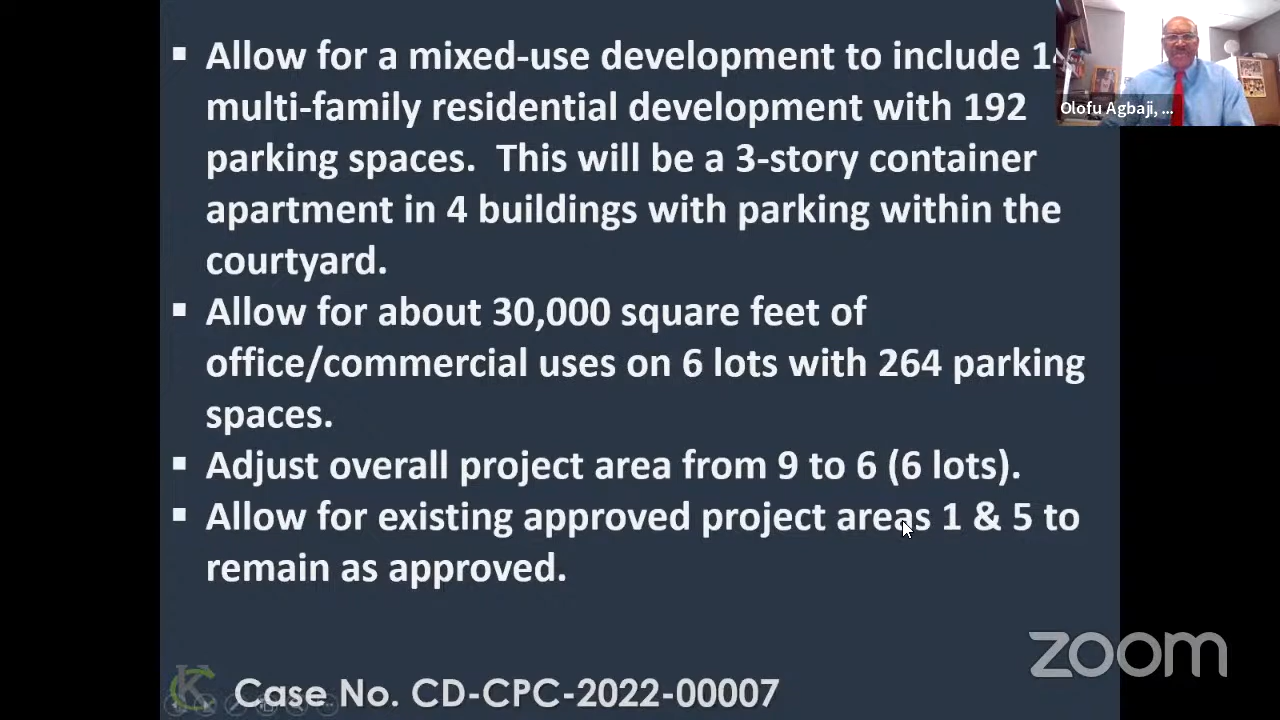 ▪ Allow for a mixed-use development to include
multi-family residential development with 192
parking spaces. This will be a 3-story container
apartment in 4 buildings with parking within the
courtyard.
▪ Allow for about 30,000 square feet of
office/commercial uses on 6 lots with 264 parking
spaces.
▪ Adjust overall project area from 9 to 6 (6 lots).
▪ Allow for existing approved project areas 1 & 5 to
remain as approved.
Case No. CD-CPC-2022-00007
Olofu Agbaji, ...
zoom